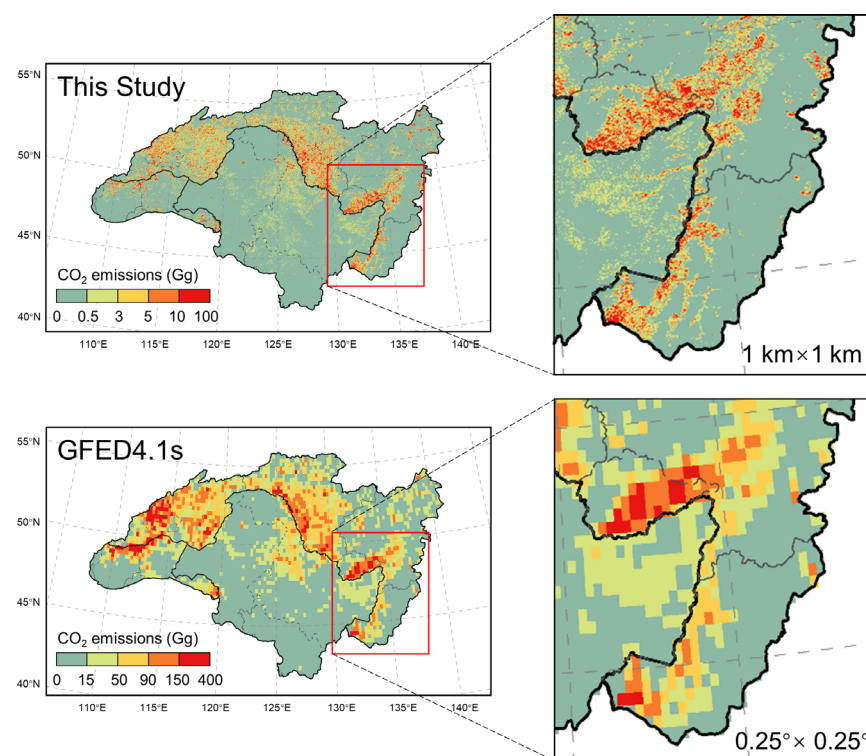 This Study
55°N
50°N
45°N
40°N
CO₂ emissions (Gg)
0 0.5 3 5 10 100
110°E 115°E 120°E 125°E 130°E 135°E 140°E
1 km×1 km
GFED4.1s
55°N
50°N
45°N
40°N
CO₂ emissions (Gg)
0 15 50 90 150 400
110°E 115°E 120°E 125°E 130°E 135°E 140°E
0.25°× 0.25°